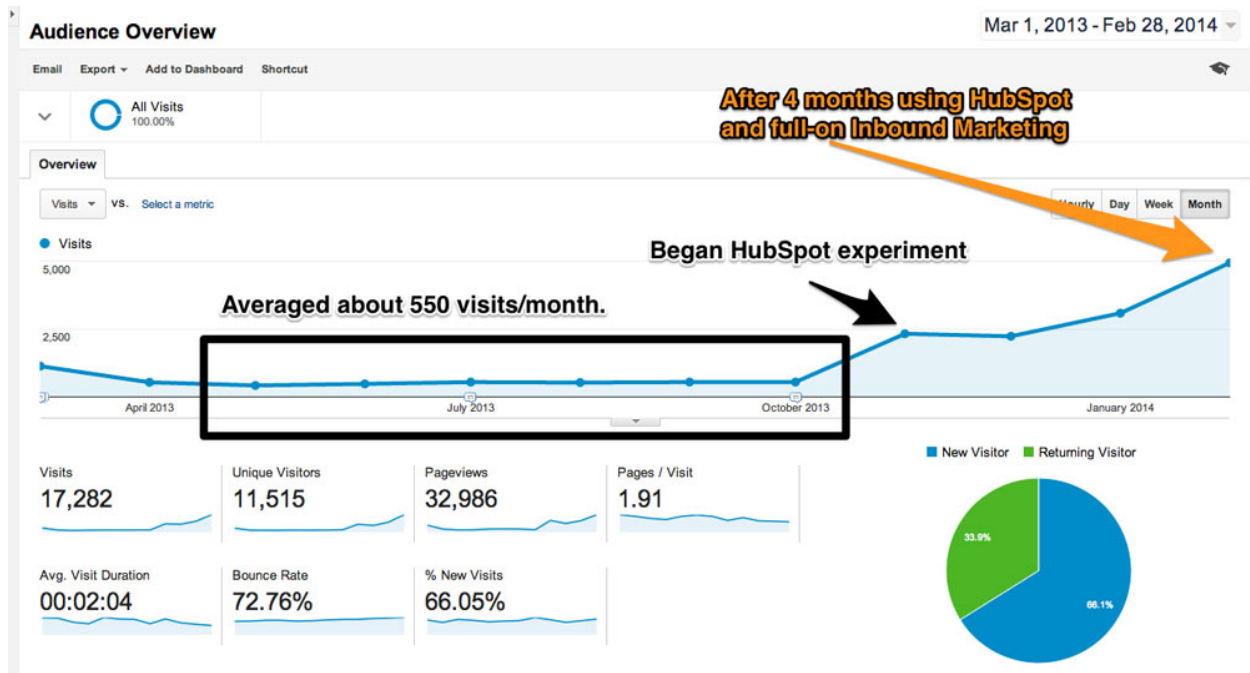 Audience Overview
Mar 1, 2013 - Feb 28, 2014
Email Export Add to Dashboard Shortcut
All Visits
100.00%
After 4 months using HubSpot
and full-on Inbound Marketing
Overview
Visits VS. Select a metric
Hourly Day Week Month
Visits
5,000
Began HubSpot experiment
Averaged about 550 visits/month.
2,500
April 2013 July 2013 October 2013 January 2014
New Visitor Returning Visitor
Visits
17,282
Unique Visitors
11,515
Pageviews
32,986
Pages / Visit
1.91
33.9%
66.1%
Avg. Visit Duration
00:02:04
Bounce Rate
72.76%
% New Visits
66.05%